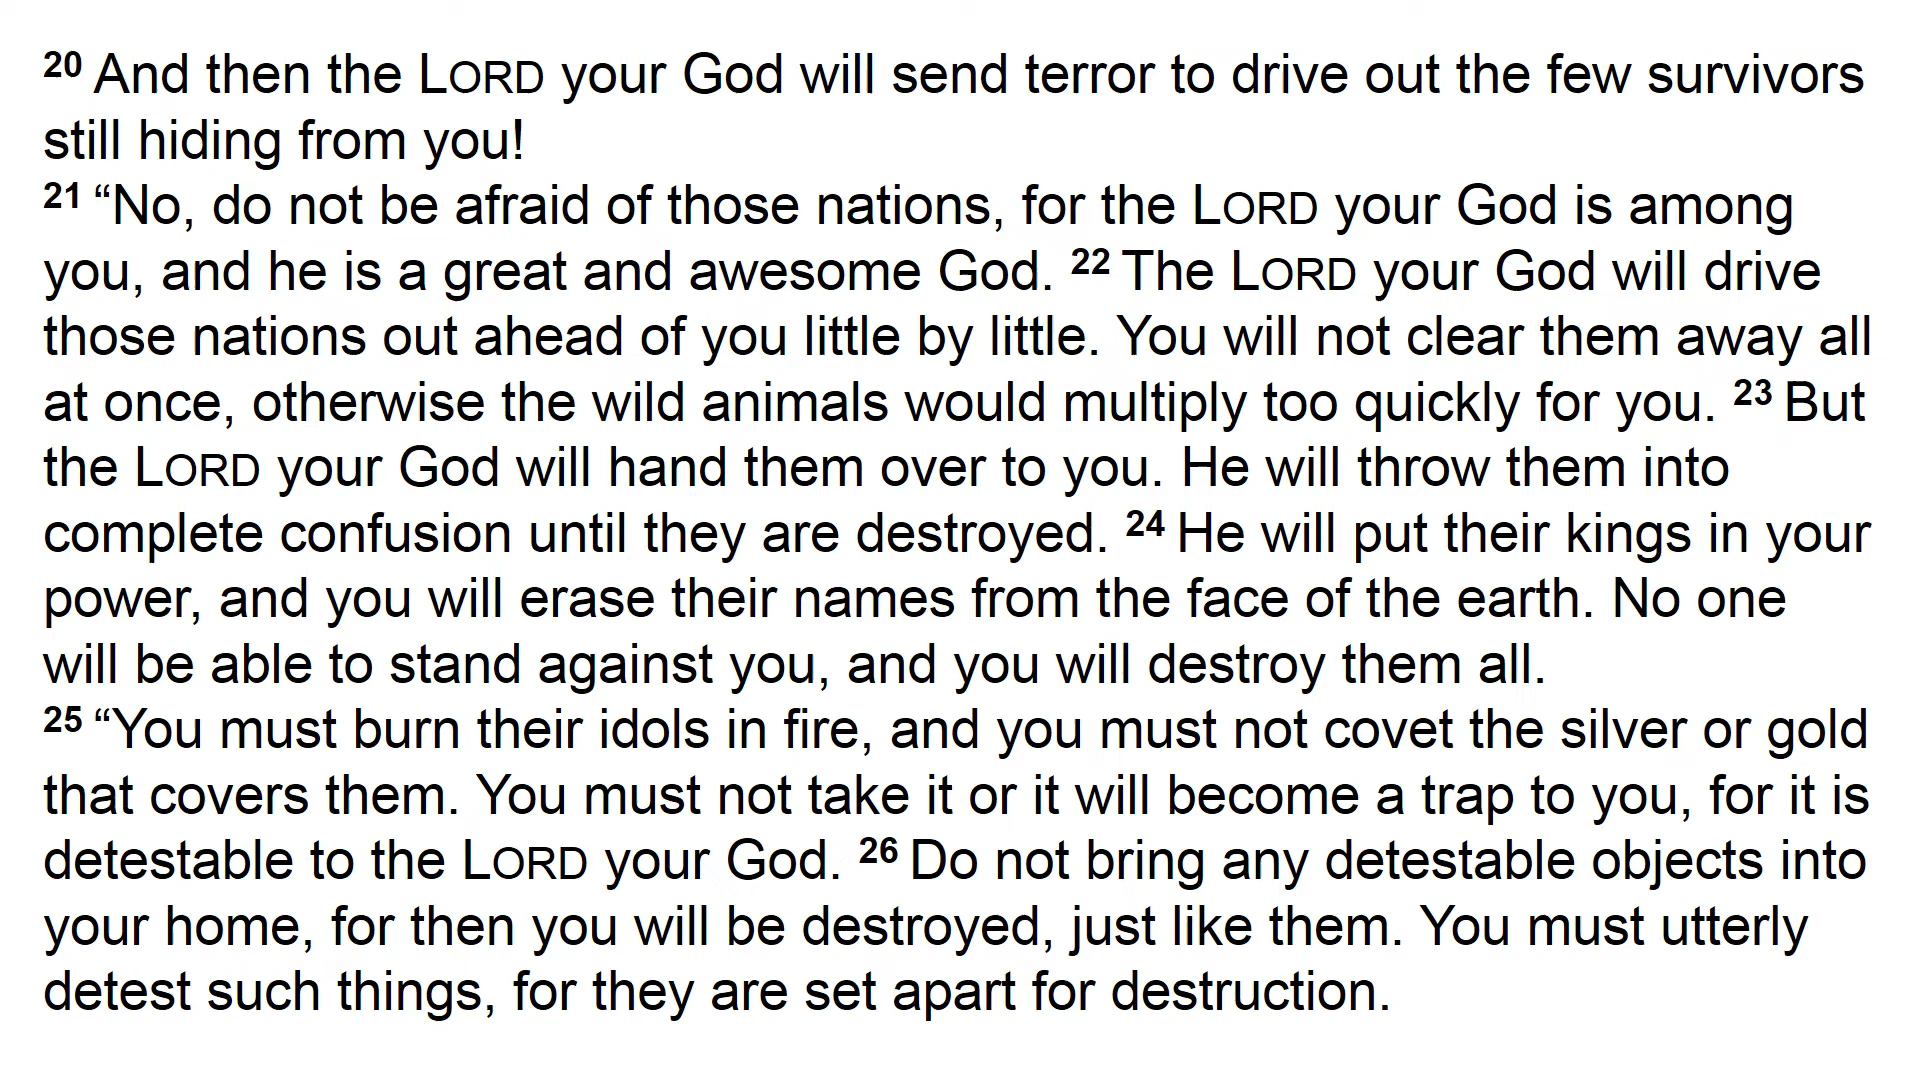 20 And then the LORD your God will send terror to drive out the few survivors
still hiding from you!
21 “No, do not be afraid of those nations, for the LORD your God is among
you, and he is a great and awesome God. 22 The LORD your God will drive
those nations out ahead of you little by little. You will not clear them away all
at once, otherwise the wild animals would multiply too quickly for you. 23 But
the LORD your God will hand them over to you. He will throw them into
complete confusion until they are destroyed. 24 He will put their kings in your
power, and you will erase their names from the face of the earth. No one
will be able to stand against you, and you will destroy them all.
25 “You must burn their idols in fire, and you must not covet the silver or gold
that covers them. You must not take it or it will become a trap to you, for it is
detestable to the LORD your God. 26 Do not bring any detestable objects into
your home, for then you will be destroyed, just like them. You must utterly
detest such things, for they are set apart for destruction.